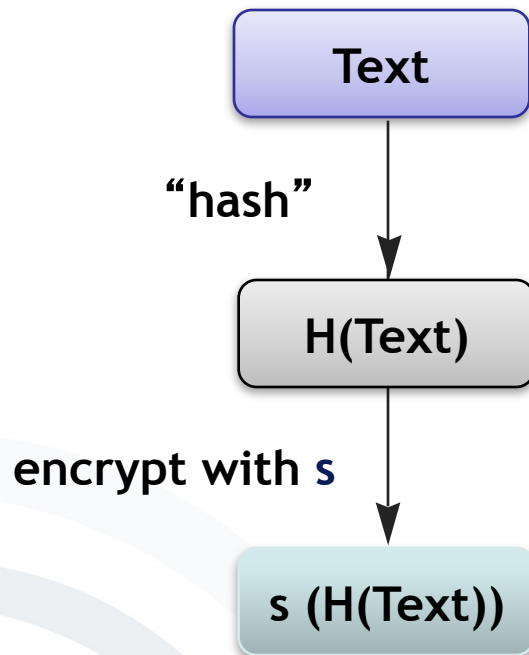 Text
“hash”
H(Text)
encrypt with s
s (H(Text))